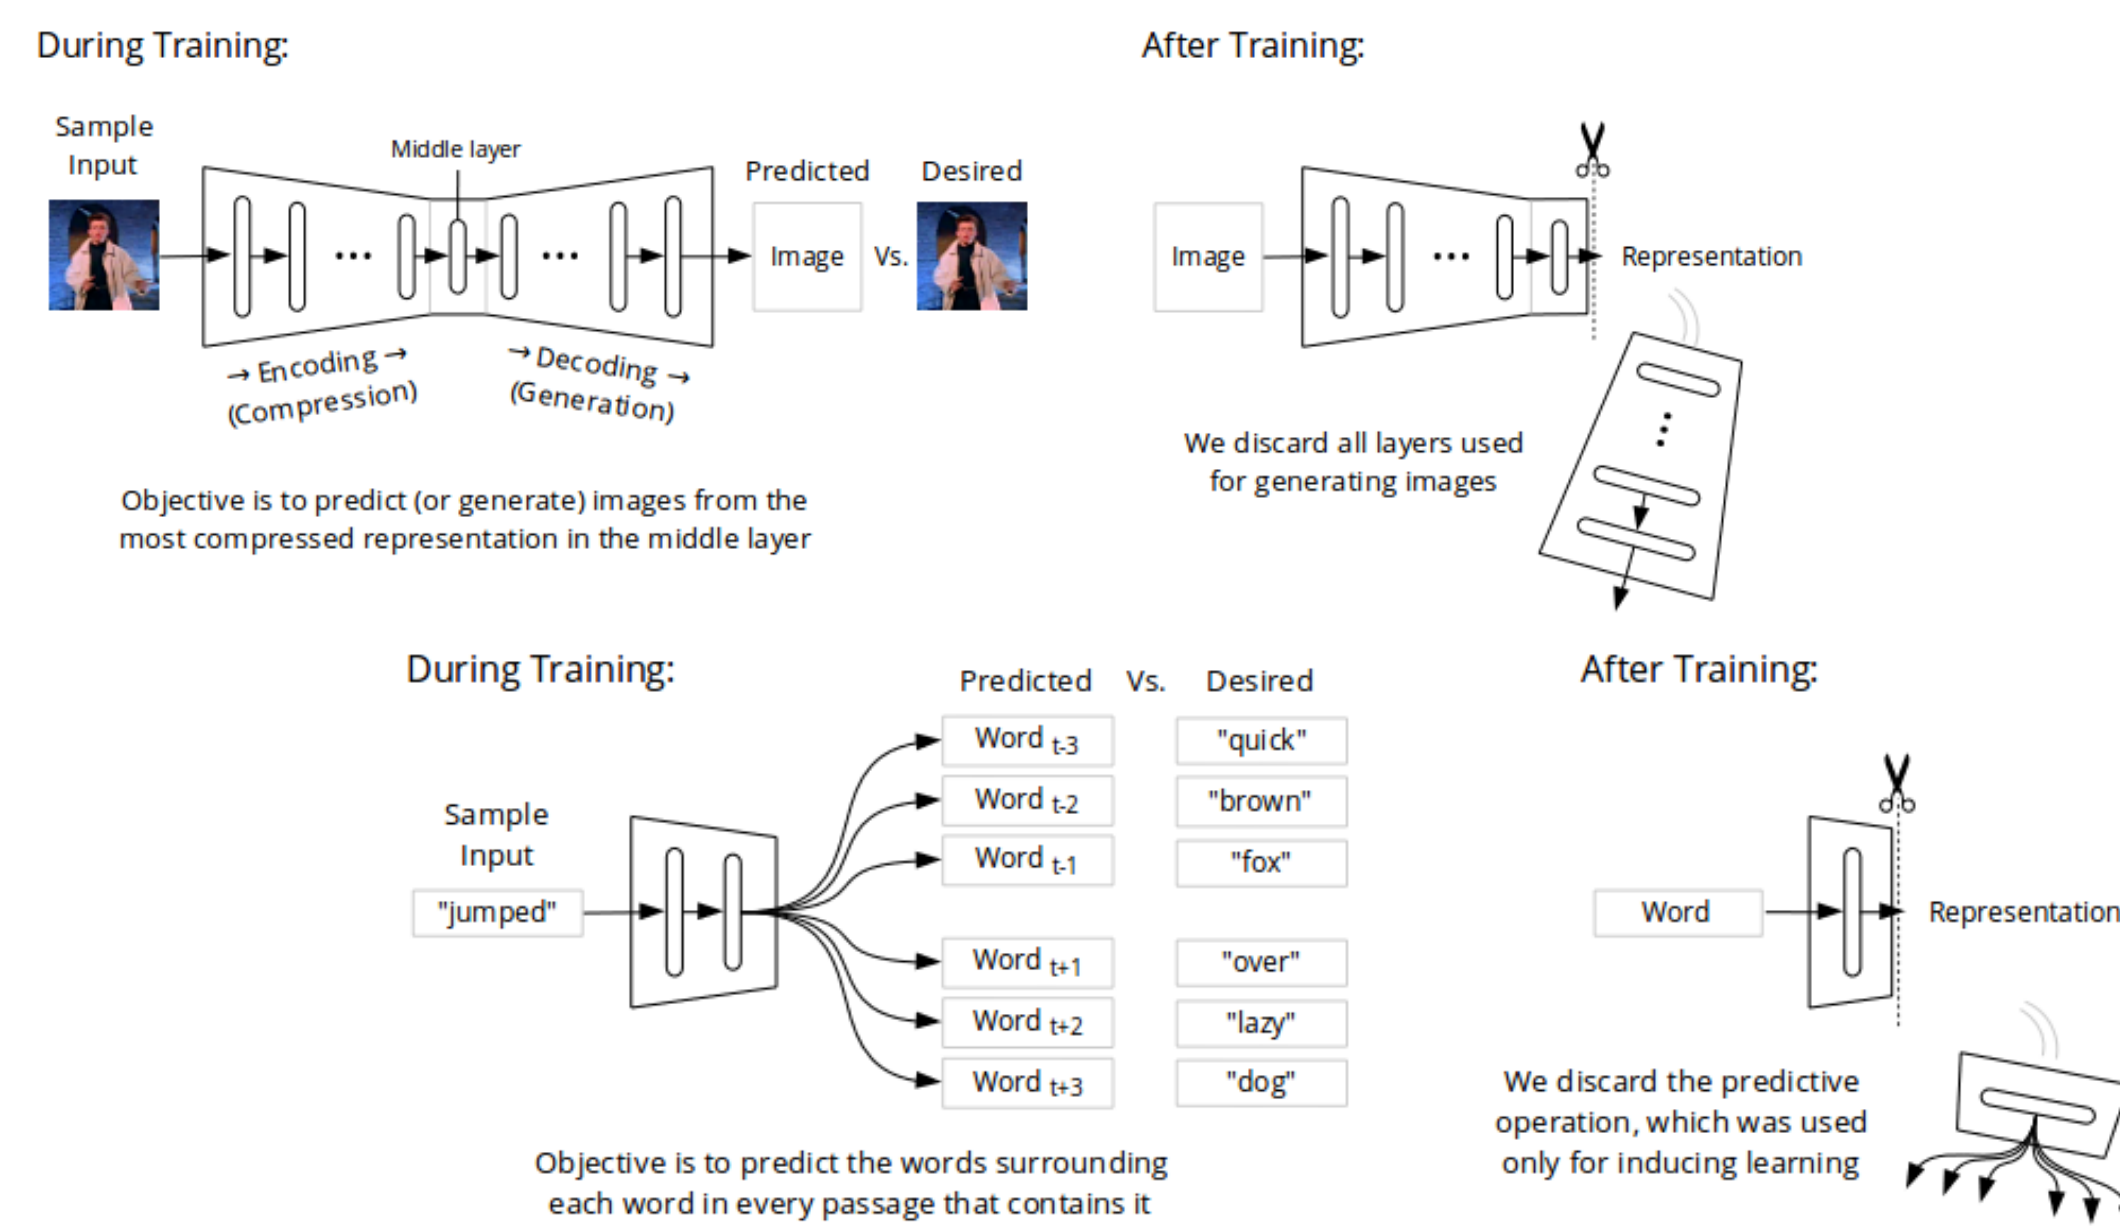 During Training:
Sample
Input
Middle layer
Predicted
Image
Vs.
Desired
→ Encoding →
(Compression)
→ Decoding →
(Generation)
Objective is to predict (or generate) images from the
most compressed representation in the middle layer
After Training:
Image
Representation
We discard all layers used
for generating images
During Training:
Sample
Input
"jumped"
Predicted Vs. Desired
Word t-3 "quick"
Word t-2 "brown"
Word t-1 "fox"
Word t+1 "over"
Word t+2 "lazy"
Word t+3 "dog"
Objective is to predict the words surrounding
each word in every passage that contains it
After Training:
Word
Representation
We discard the predictive
operation, which was used
only for inducing learning